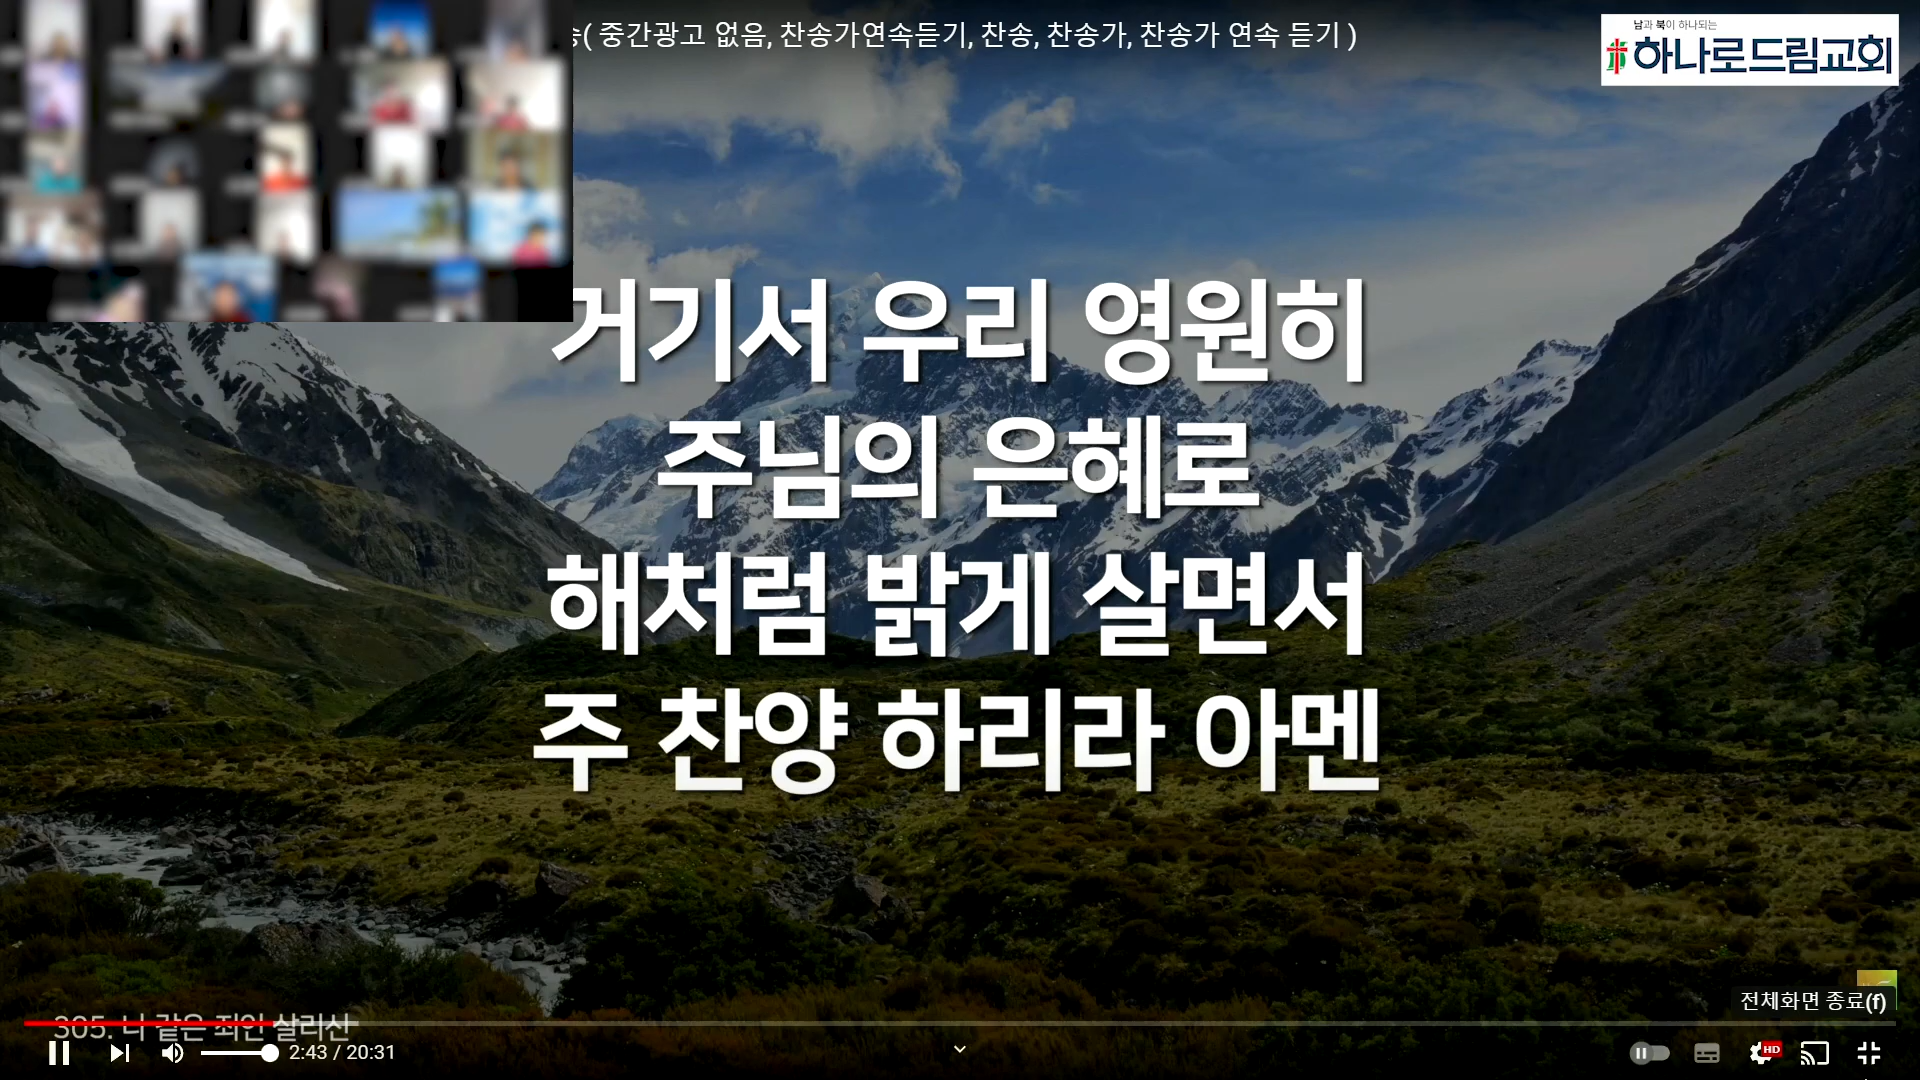 ( 중간광고 없음, 찬송가연속듣기, 찬송, 찬송가, 찬송가 연속 듣기 )
남과 북이 하나되는
하나로드림교회
거기서 우리 영원히
주님의 은혜로
해처럼 밝게 살면서
주 찬양 하리라 아멘
전체화면 종료(f)
305. 나 같은 죄인 살리신
2:43 / 20:31
HD